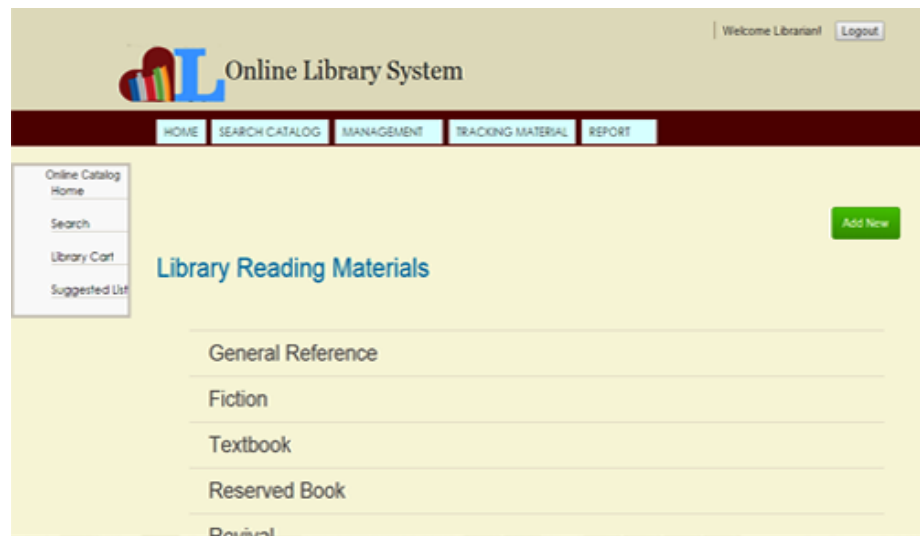 Welcome Librarian! Logout
L Online Library System
HOME SEARCH CATALOG MANAGEMENT TRACKING MATERIAL REPORT
Online Catalog
Home
Search
Library Cart
Suggested List
Add New
Library Reading Materials
General Reference
Fiction
Textbook
Reserved Book
Revival